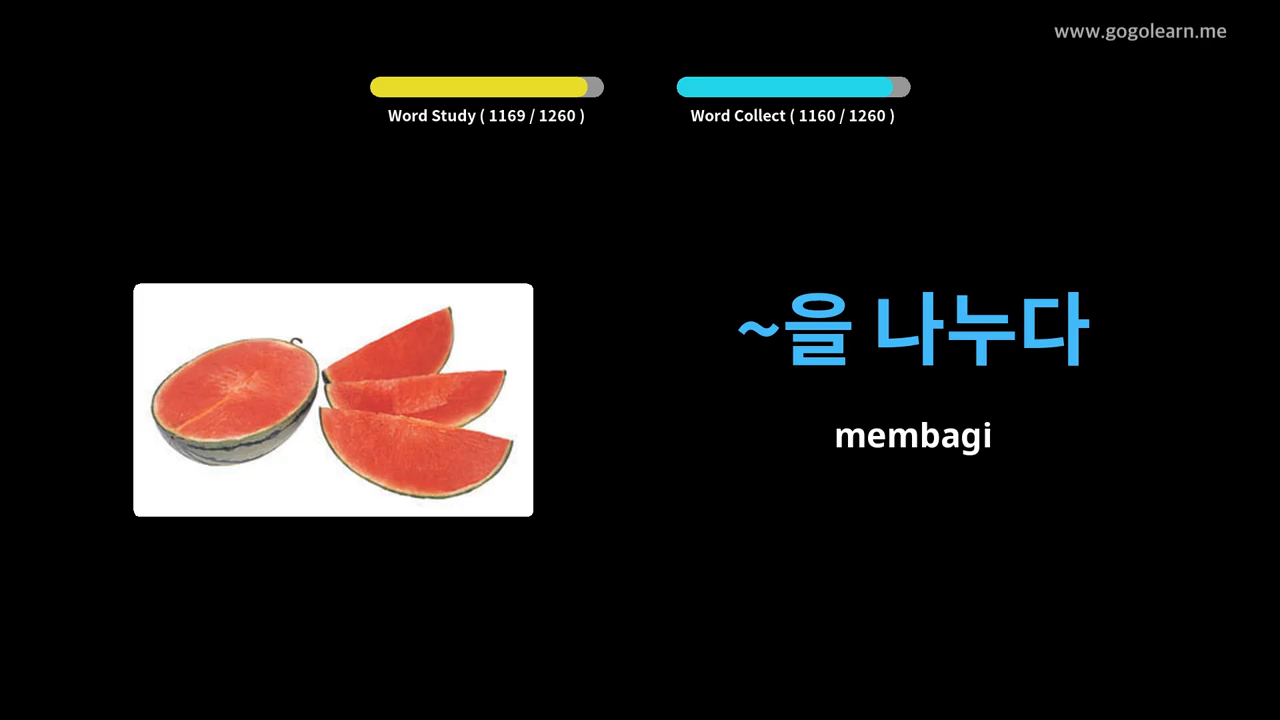 www.gogolearn.me
Word Study ( 1169 / 1260 )
Word Collect ( 1160 / 1260 )
~을 나누다
membagi